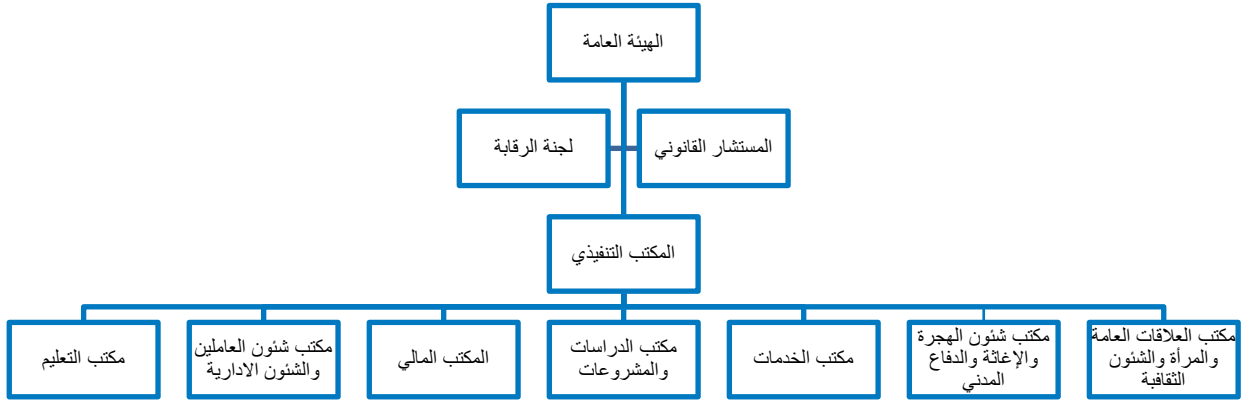 الهيئة العامة
المستشار القانوني
لجنة الرقابة
المكتب التنفيذي
مكتب العلاقات العامة
والمرأة والشئون
الثقافية
مكتب شئون الهجرة
والإغاثة والدفاع
المدني
مكتب الخدمات
مكتب الدراسات
والمشروعات
المكتب المالي
مكتب شئون العاملين
والشئون الادارية
مكتب التعليم